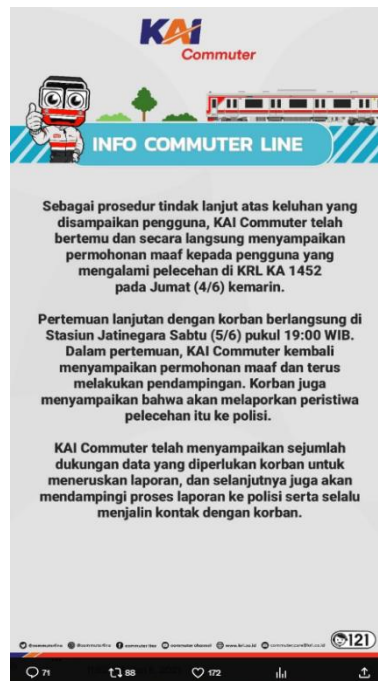 KAI
Commuter
INFO COMMUTER LINE
Sebagai prosedur tindak lanjut atas keluhan yang
disampaikan pengguna, KAI Commuter telah
bertemu dan secara langsung menyampaikan
permohonan maaf kepada pengguna yang
mengalami pelecehan di KRL KA 1452
pada Jumat (4/6) kemarin.
Pertemuan lanjutan dengan korban berlangsung di
Stasiun Jatinegara Sabtu (5/6) pukul 19:00 WIB.
Dalam pertemuan, KAI Commuter kembali
menyampaikan permohonan maaf dan terus
melakukan pendampingan. Korban juga
menyampaikan bahwa akan melaporkan peristiwa
pelecehan itu ke polisi.
KAI Commuter telah menyampaikan sejumlah
dukungan data yang diperlukan korban untuk
meneruskan laporan, dan selanjutnya juga akan
mendampingi proses laporan ke polisi serta selalu
menjalin kontak dengan korban.
121
71 88 172